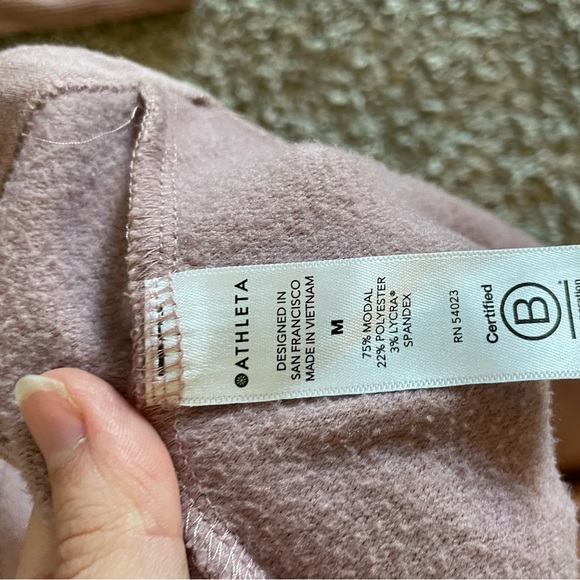 ATHLETA
DESIGNED IN
SAN FRANCISCO
MADE IN VIETNAM
M
75% MODAL
22% POLYESTER
3% LYCRA®
SPANDEX
RN 54023
Certified
B